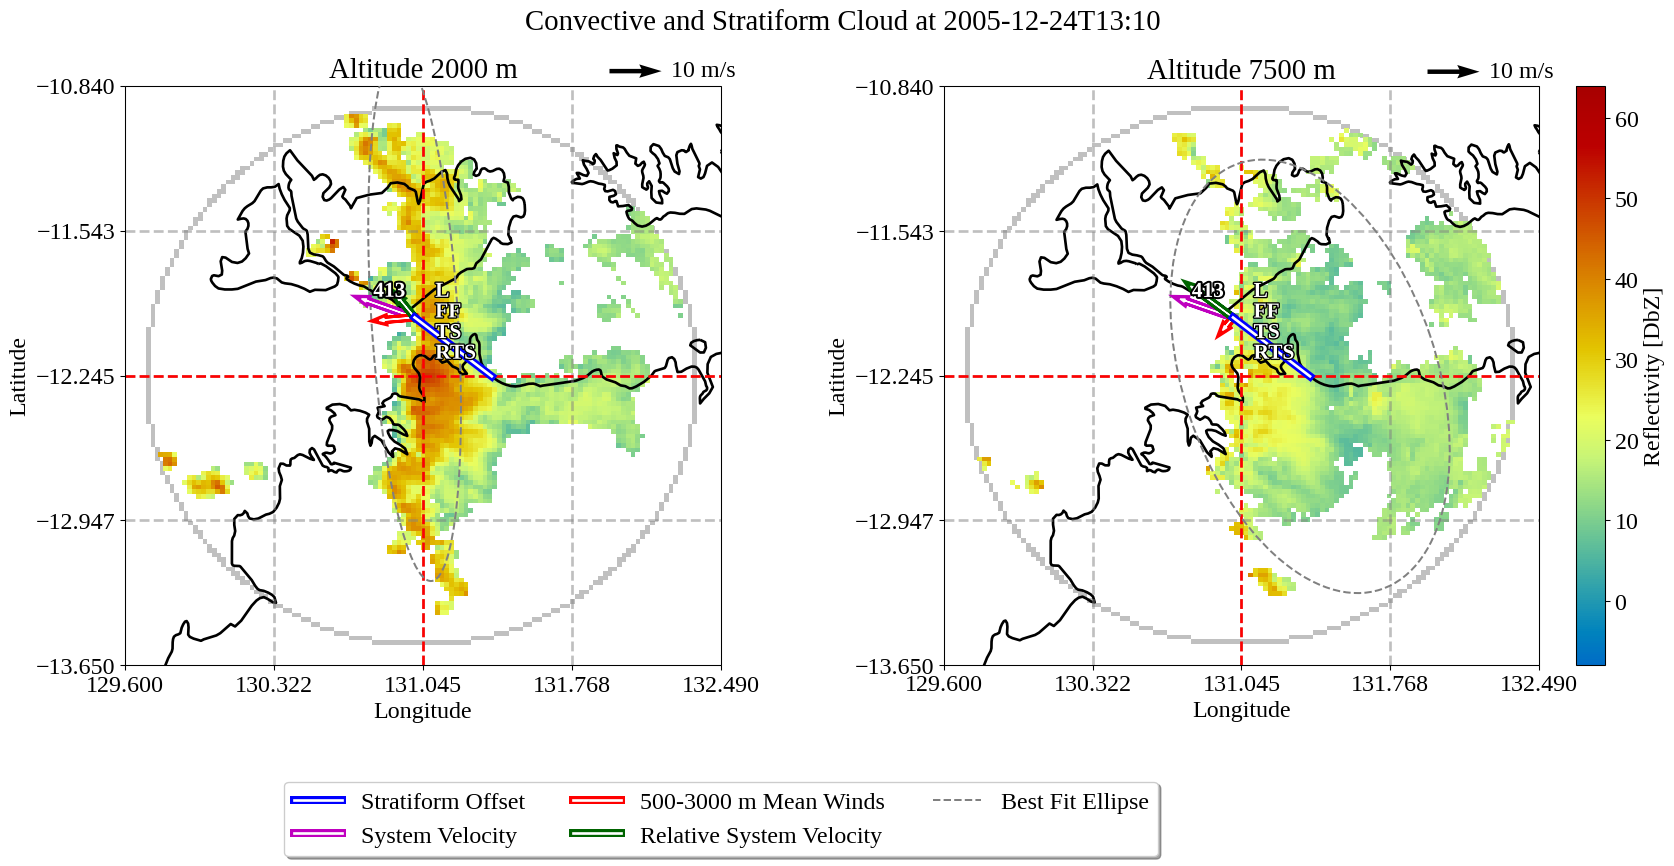 Convective and Stratiform Cloud at 2005-12-24T13:10
Altitude 2000 m
10 m/s
Altitude 7500 m
10 m/s
−10.840
−11.543
−12.245
−12.947
−13.650
Latitude
129.600
130.322
131.045
131.768
132.490
Longitude
413
L
FF
TS
RTS
−10.840
−11.543
−12.245
−12.947
−13.650
Latitude
129.600
130.322
131.045
131.768
132.490
Longitude
413
L
FF
TS
RTS
60
50
40
30
20
10
0
Reflectivity [DbZ]
Stratiform Offset
500-3000 m Mean Winds
Best Fit Ellipse
System Velocity
Relative System Velocity